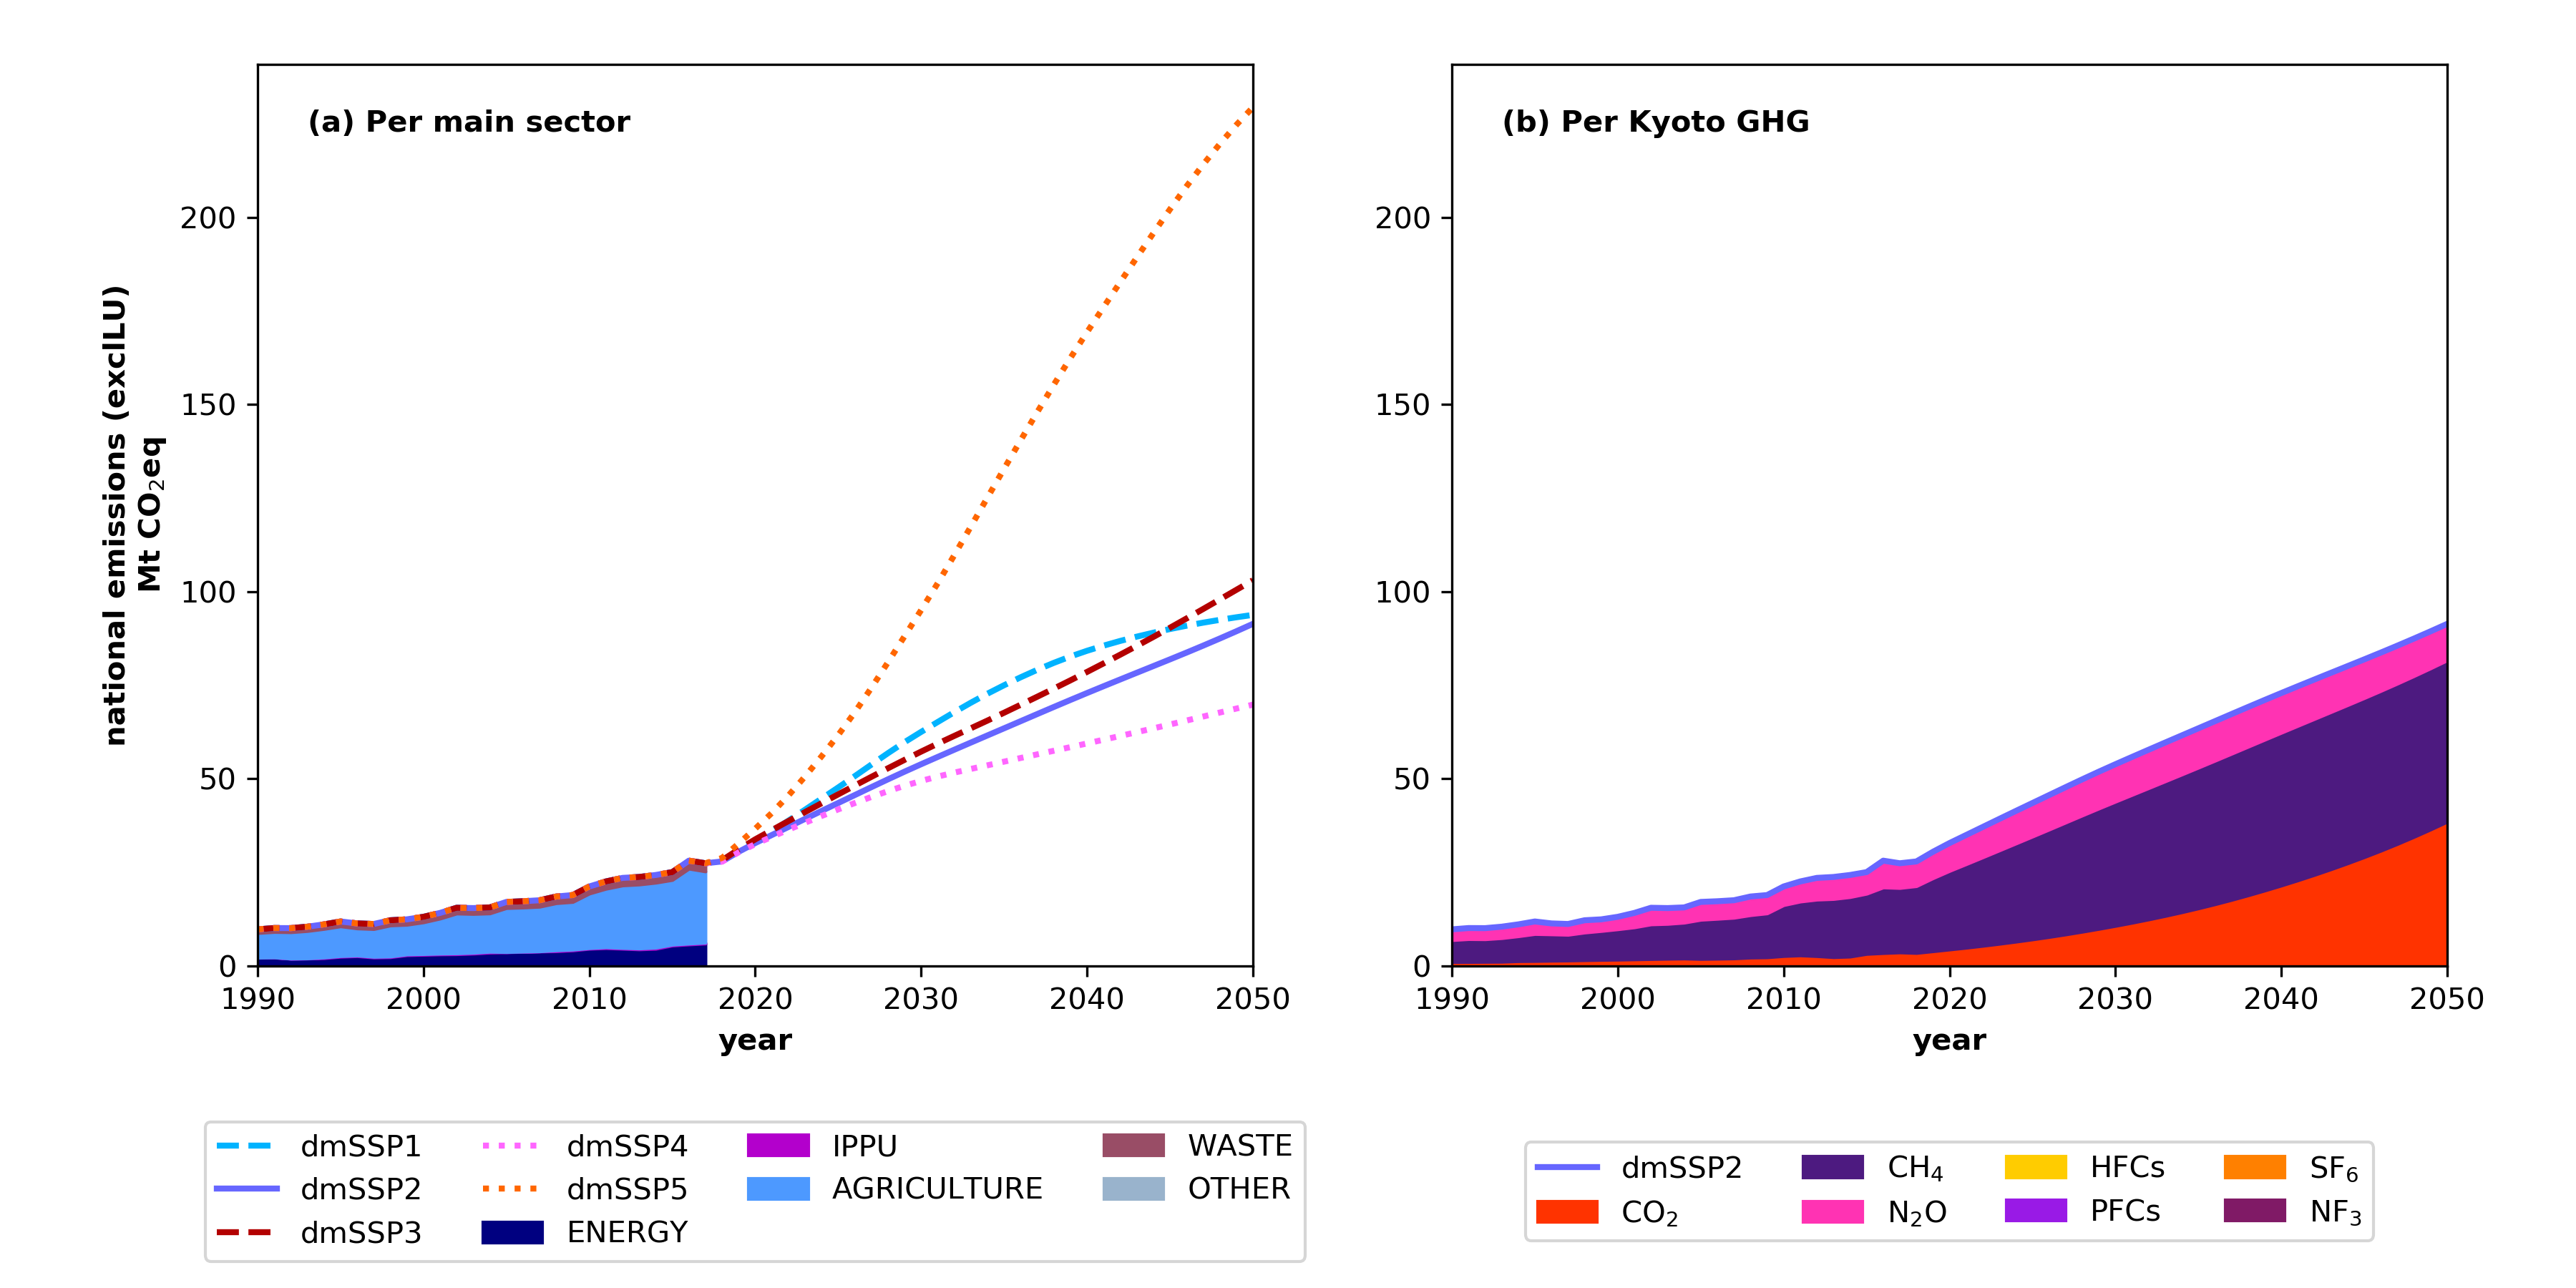 (a) Per main sector
national emissions (exclLU)
Mt CO₂eq
200
150
100
50
0
1990 2000 2010 2020 2030 2040 2050
year
dmSSP1 dmSSP4 IPPU WASTE
dmSSP2 dmSSP5 AGRICULTURE OTHER
dmSSP3 ENERGY
(b) Per Kyoto GHG
200
150
100
50
0
1990 2000 2010 2020 2030 2040 2050
year
dmSSP2 CH₄ HFCs SF₆
CO₂ N₂O PFCs NF₃